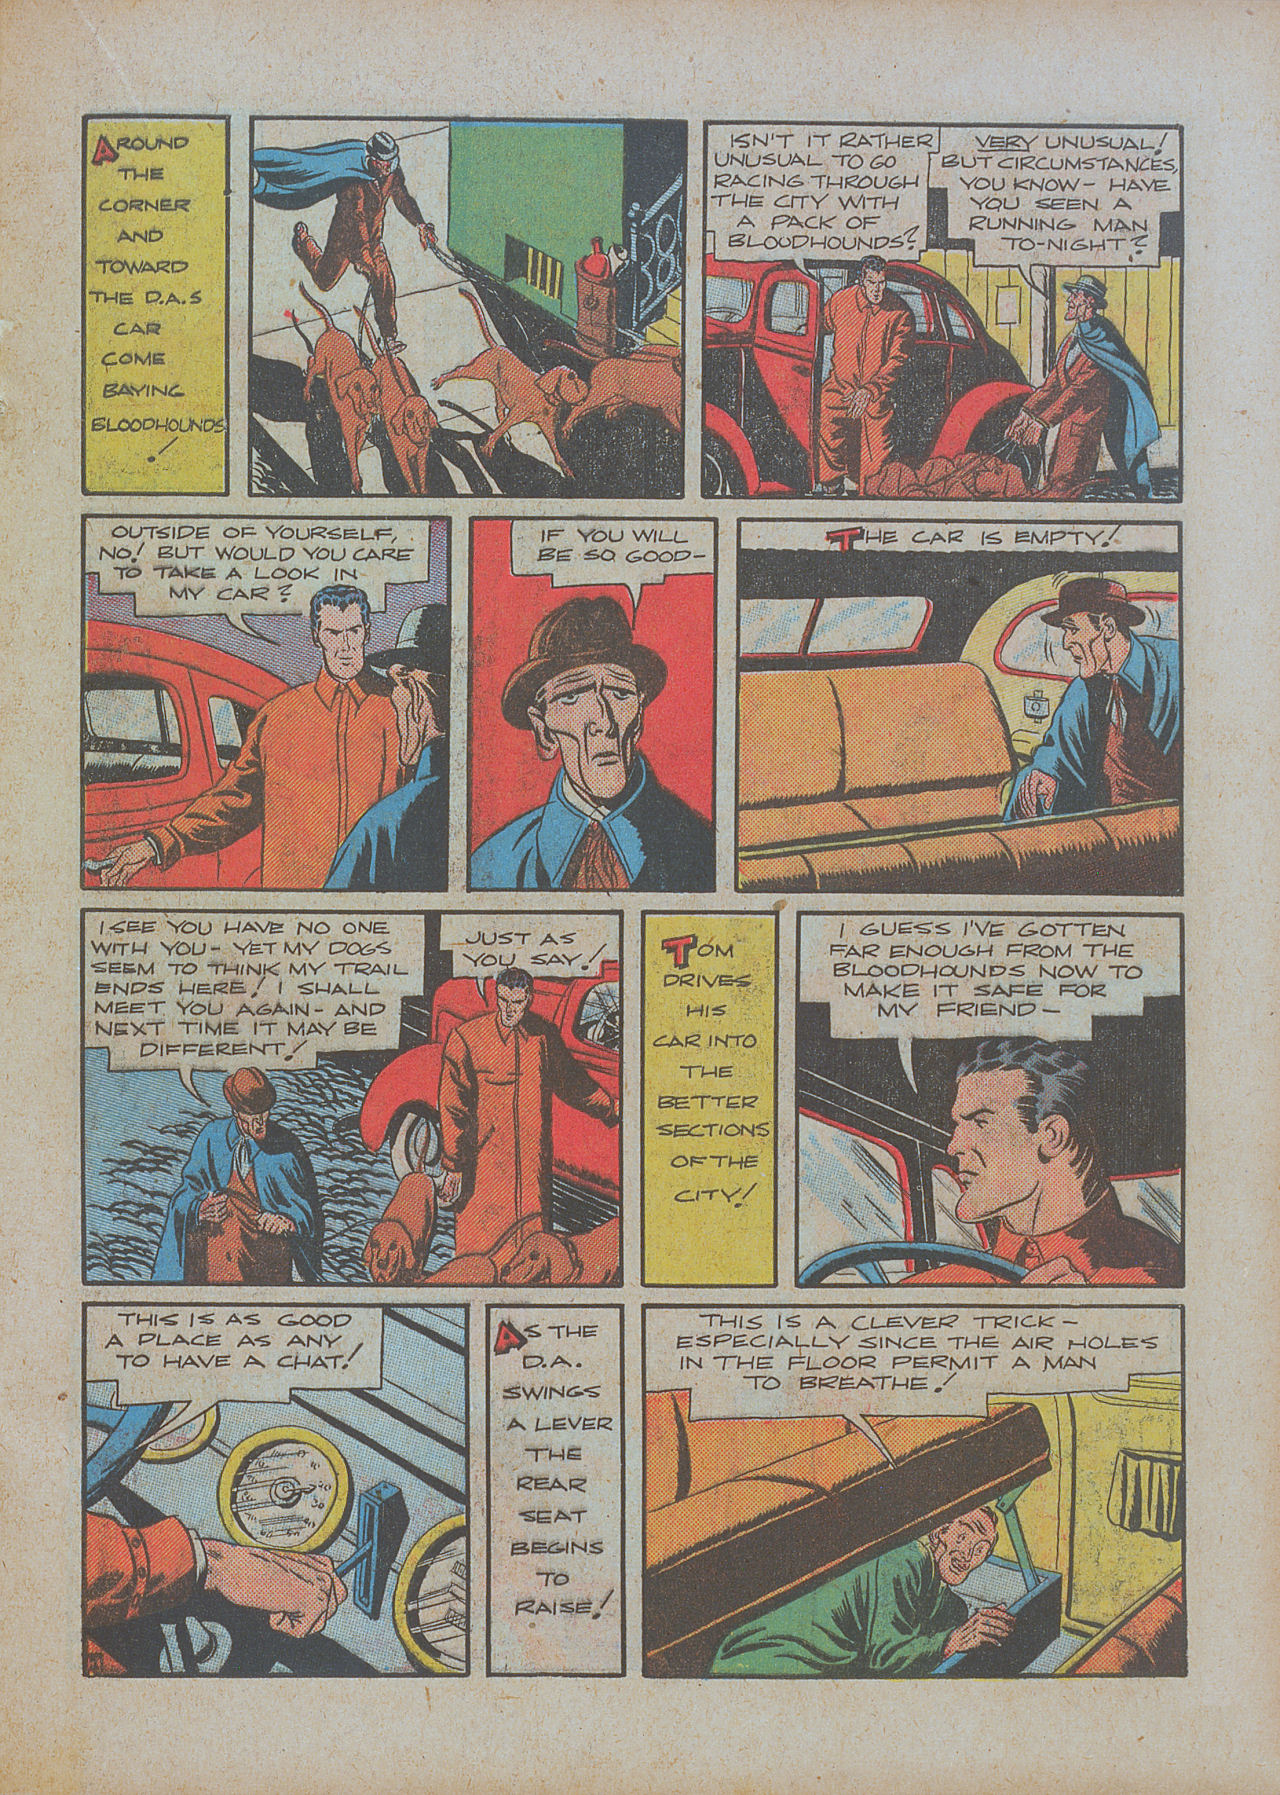 AROUND
THE
CORNER
AND
TOWARD
THE D.A.S
CAR
COME
BAYING
BLOODHOUNDS
!
ISN'T IT RATHER
UNUSUAL TO GO
RACING THROUGH
THE CITY WITH
A PACK OF
BLOODHOUNDS?
VERY UNUSUAL!
BUT CIRCUMSTANCES,
YOU KNOW- HAVE
YOU SEEN A
RUNNING MAN
TO-NIGHT?
OUTSIDE OF YOURSELF,
NO! BUT WOULD YOU CARE
TO TAKE A LOOK IN
MY CAR?
IF YOU WILL
BE SO GOOD-
THE CAR IS EMPTY!
I SEE YOU HAVE NO ONE
WITH YOU- YET MY DOGS
SEEM TO THINK MY TRAIL
ENDS HERE! I SHALL
MEET YOU AGAIN- AND
NEXT TIME IT MAY BE
DIFFERENT!
JUST AS
YOU SAY!
TOM
DRIVES
HIS
CAR INTO
THE
BETTER
SECTIONS
OF THE
CITY!
I GUESS I'VE GOTTEN
FAR ENOUGH FROM THE
BLOODHOUNDS NOW TO
MAKE IT SAFE FOR
MY FRIEND-
THIS IS AS GOOD
A PLACE AS ANY
TO HAVE A CHAT!
AS THE
D.A.
SWINGS
A LEVER
THE
REAR
SEAT
BEGINS
TO
RAISE!
THIS IS A CLEVER TRICK-
ESPECIALLY SINCE THE AIR HOLES
IN THE FLOOR PERMIT A MAN
TO BREATHE!